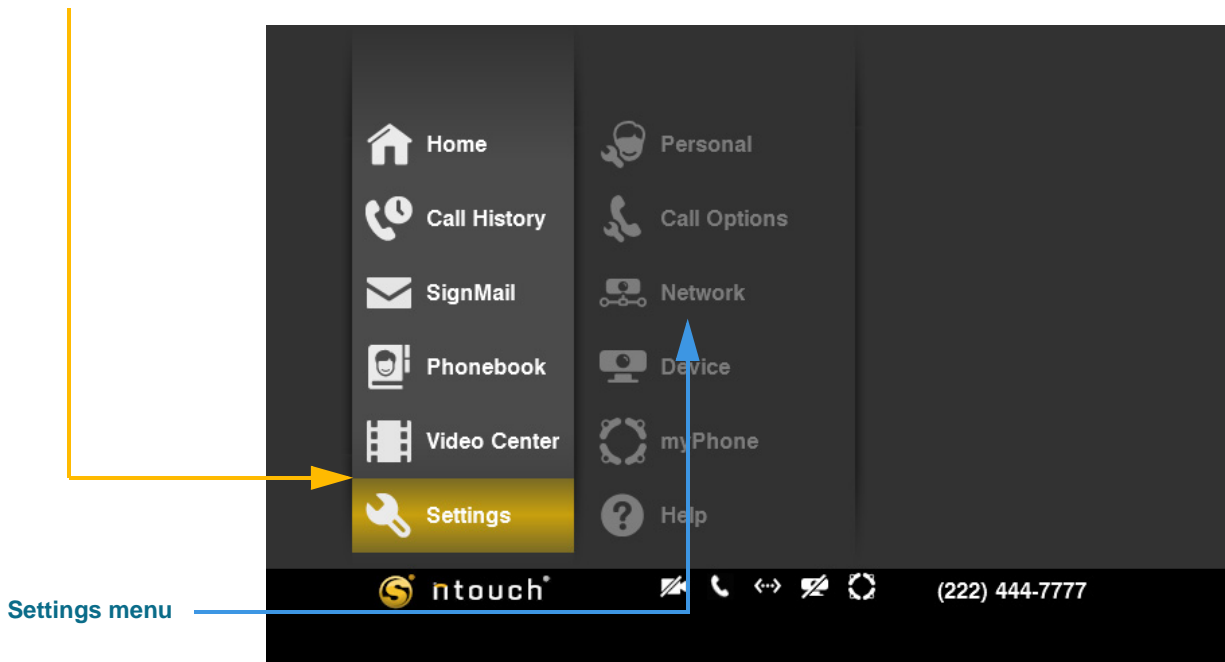 Home
Call History
SignMail
Phonebook
Video Center
Settings
Personal
Call Options
Network
Device
myPhone
Help
S ntouch®
(222) 444-7777
Settings menu